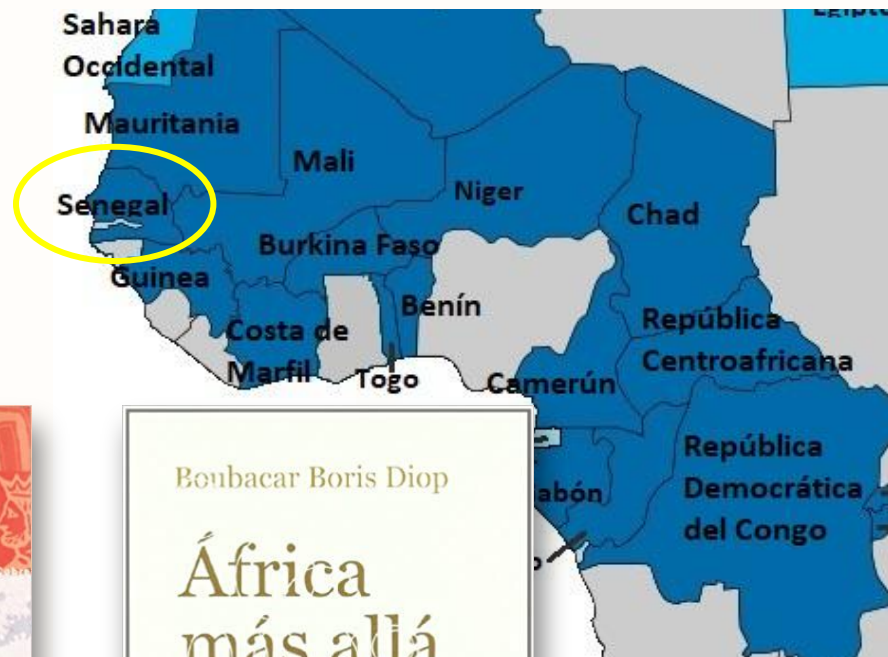 Sahara
Occidental
Mauritania
Mali
Niger
Chad
Senegal
Burkina Faso
Guinea
Benín
Costa de
Marfil
Togo
Camerún
República
Centroafricana
República
Democrática
del Congo
Boubacar Boris Diop
África
más allá